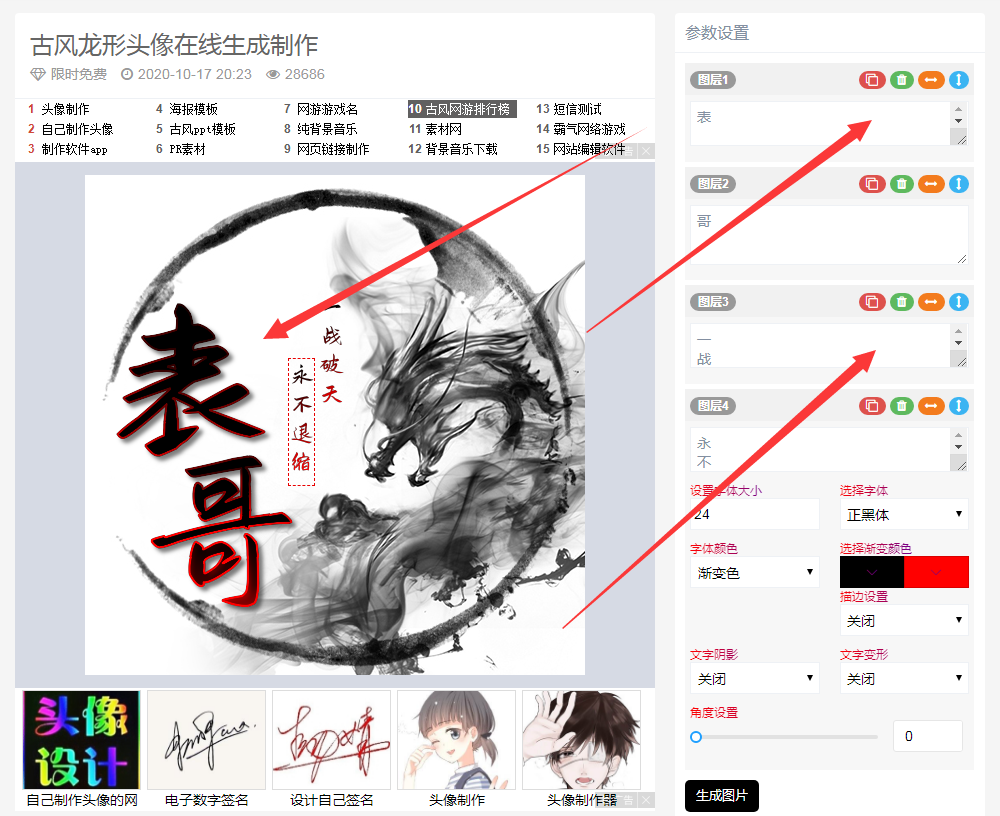 古风龙形头像在线生成制作
限时免费 2020-10-17 20:23 28686
1 头像制作 4 海报模板 7 网游游戏名 10 古风网游排行榜 13 短信测试
2 自己制作头像 5 古风ppt模板 8 纯背景音乐 11 素材网 14 霸气网络游戏
3 制作软件app 6 PR素材 9 网页链接制作 12 背景音乐下载 15 网站编辑软件
表
哥
一
战
破
天
永
不
退
缩
头像
设计
自己制作头像的网 电子数字签名 设计自己签名 头像制作 头像制作器
参数设置
图层1
表
图层2
哥
图层3
一
战
图层4
永
不
设置字体大小 选择字体
24 正黑体
字体颜色 选择渐变颜色
渐变色
描边设置
关闭
文字阴影 文字变形
关闭 关闭
角度设置
0
生成图片